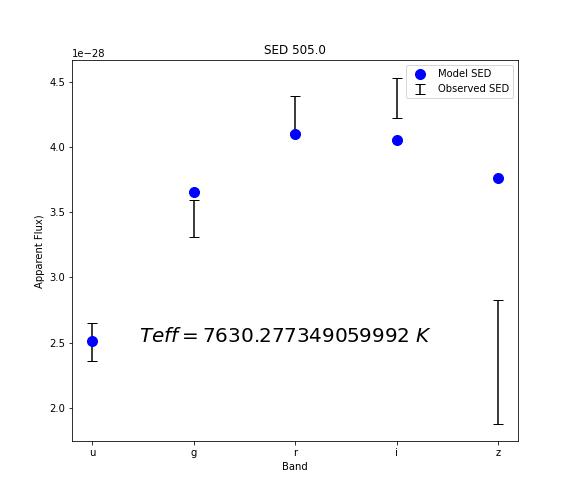 SED 505.0
1e−28
Model SED
Observed SED
4.5
4.0
3.5
3.0
2.5
2.0
Apparent Flux)
Teff = 7630.277349059992 K
u g r i z
Band